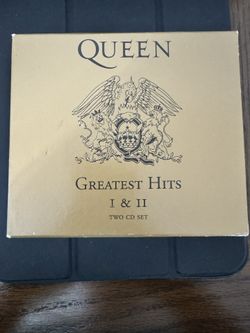 QUEEN
GREATEST HITS
I & II
TWO CD SET